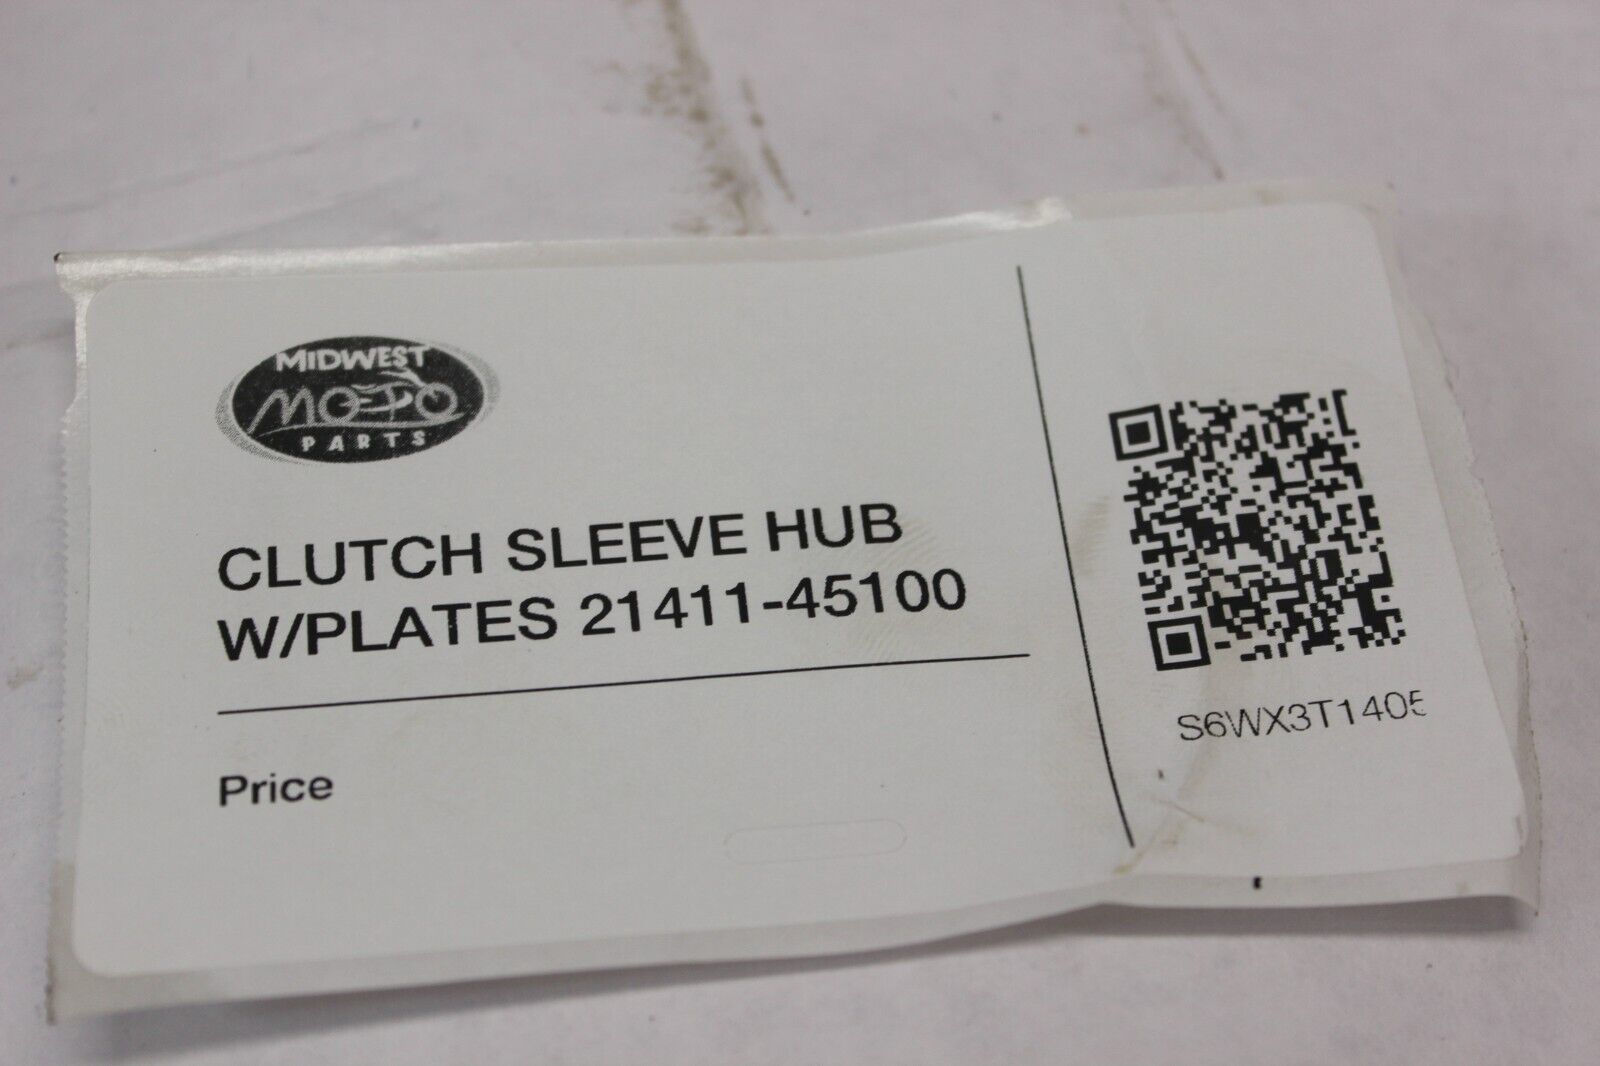 MIDWEST
MOTO
PARTS
CLUTCH SLEEVE HUB
W/PLATES 21411-45100
Price
S6WX3T1405